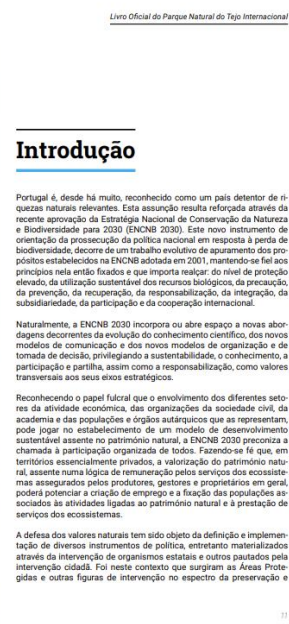 Livro Oficial do Parque Natural do Tejo Internacional
Introdução
Portugal é, desde há muito, reconhecido como um país detentor de ri-
quezas naturais relevantes. Esta assunção resulta reforçada através da
recente aprovação da Estratégia Nacional de Conservação da Natureza
e Biodiversidade para 2030 (ENCNB 2030). Este novo instrumento de
orientação da prossecução da política nacional em resposta à perda de
biodiversidade, decorre de um trabalho evolutivo de apuramento dos pro-
pósitos estabelecidos na ENCNB adotada em 2001, mantendo-se fiel aos
princípios nela então fixados e que importa realçar: do nível de proteção
elevado, da utilização sustentável dos recursos biológicos, da precaução,
da prevenção, da recuperação, da responsabilização, da integração, da
subsidiariedade, da participação e da cooperação internacional.
Naturalmente, a ENCNB 2030 incorpora ou abre espaço a novas abor-
dagens decorrentes da evolução do conhecimento científico, dos novos
modelos de comunicação e dos novos modelos de organização e de
tomada de decisão, privilegiando a sustentabilidade, o conhecimento, a
participação e partilha, assim como a responsabilização, como valores
transversais aos seus eixos estratégicos.
Reconhecendo o papel fulcral que o envolvimento dos diferentes seto-
res da atividade económica, das organizações da sociedade civil, da
academia e das populações e órgãos autárquicos que as representam,
pode jogar no estabelecimento de um modelo de desenvolvimento
sustentável assente no património natural, a ENCNB 2030 preconiza a
chamada à participação organizada de todos. Fazendo-se fé que, em
territórios essencialmente privados, a valorização do património natu-
ral, assente numa lógica de remuneração pelos serviços dos ecossiste-
mas assegurados pelos produtores, gestores e proprietários em geral,
poderá potenciar a criação de emprego e a fixação das populações as-
sociados às atividades ligadas ao património natural e à prestação de
serviços dos ecossistemas.
A defesa dos valores naturais tem sido objeto da definição e implemen-
tação de diversos instrumentos de política, entretanto materializados
através da intervenção de organismos estatais e outros pautados pela
intervenção cidadã. Foi neste contexto que surgiram as Áreas Prote-
gidas e outras figuras de intervenção no espectro da preservação e
11